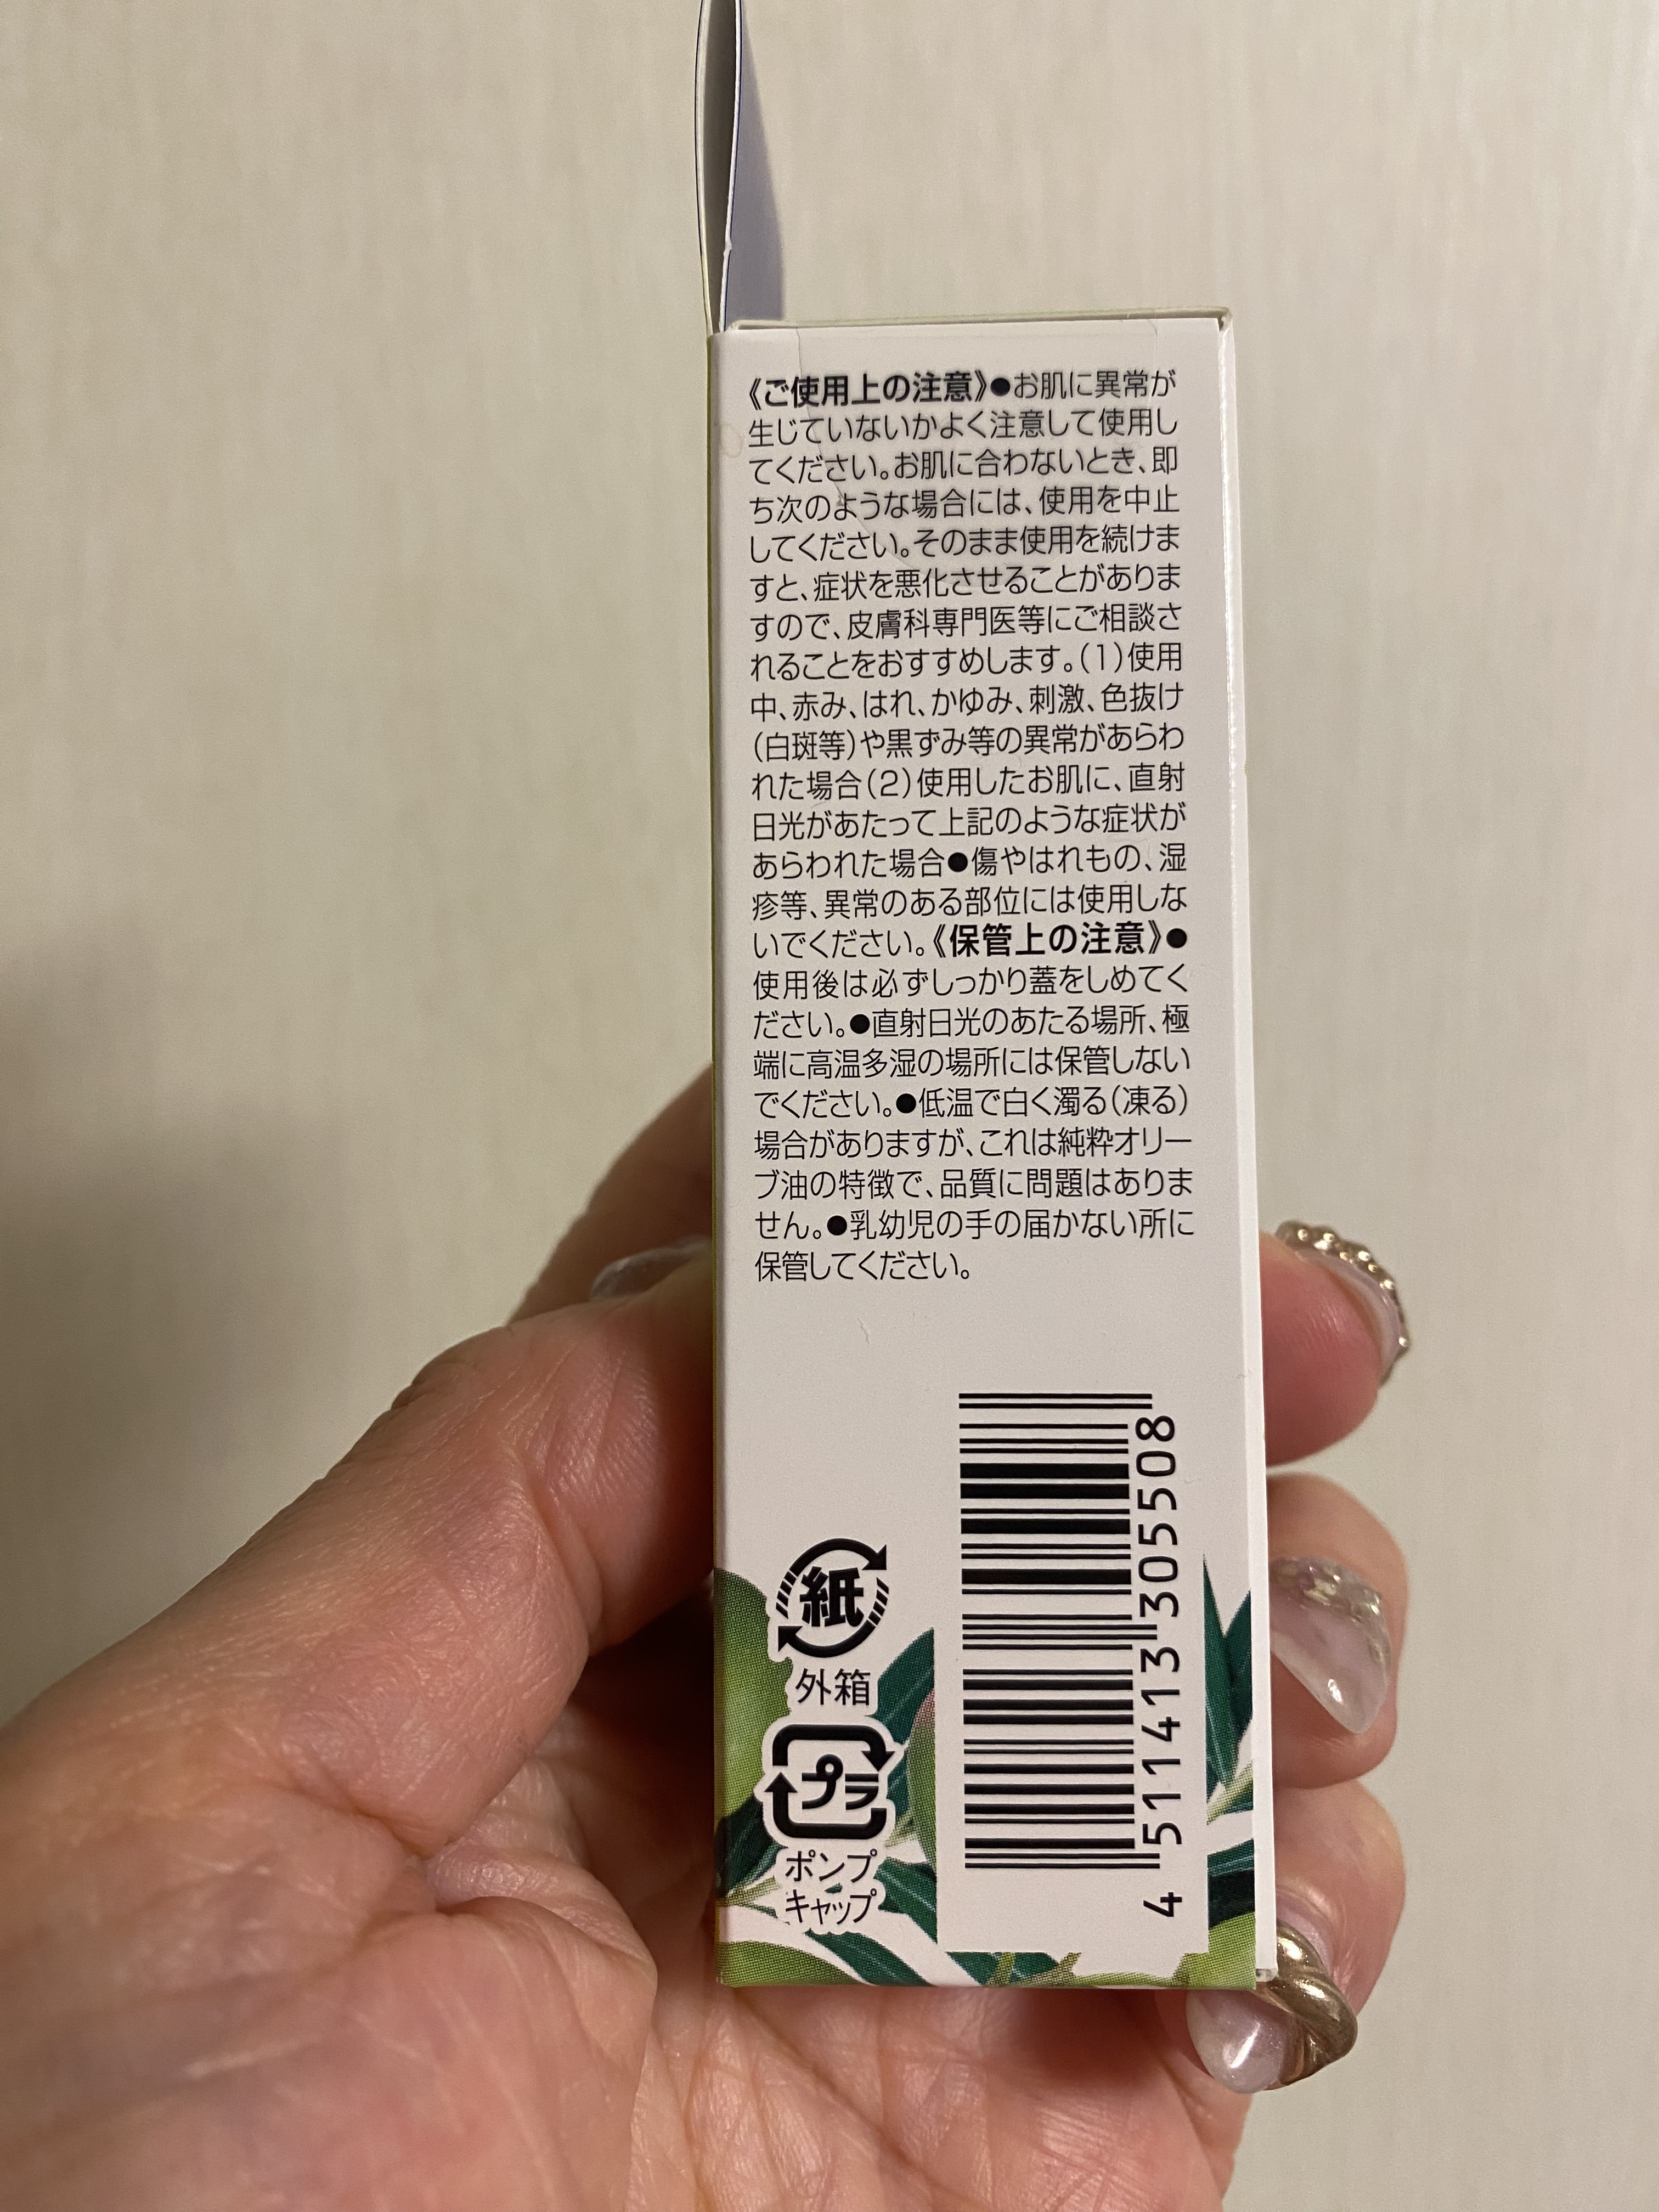 《ご使用上の注意》●お肌に異常が
生じていないかよく注意して使用し
てください。お肌に合わないとき、即
ち次のような場合には、使用を中止
してください。そのまま使用を続けま
すと、症状を悪化させることがありま
すので、皮膚科専門医等にご相談さ
れることをおすすめします。(1)使用
中、赤み、はれ、かゆみ、刺激、色抜け
(白斑等)や黒ずみ等の異常があらわ
れた場合(2)使用したお肌に、直射
日光があたって上記のような症状が
あらわれた場合●傷やはれもの、湿
疹等、異常のある部位には使用しな
いでください。《保管上の注意》●
使用後は必ずしっかり蓋をしめてく
ださい。●直射日光のあたる場所、極
端に高温多湿の場所には保管しない
でください。●低温で白く濁る(凍る)
場合がありますが、これは純粋オリー
ブ油の特徴で、品質に問題はありま
せん。●乳幼児の手の届かない所に
保管してください。
紙
外箱
プラ
ポンプ
キャップ
4 511413 305508